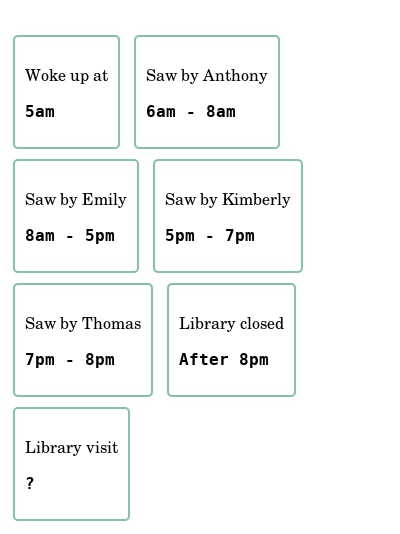 Woke up at
5am
Saw by Anthony
6am - 8am
Saw by Emily
8am - 5pm
Saw by Kimberly
5pm - 7pm
Saw by Thomas
7pm - 8pm
Library closed
After 8pm
Library visit
?